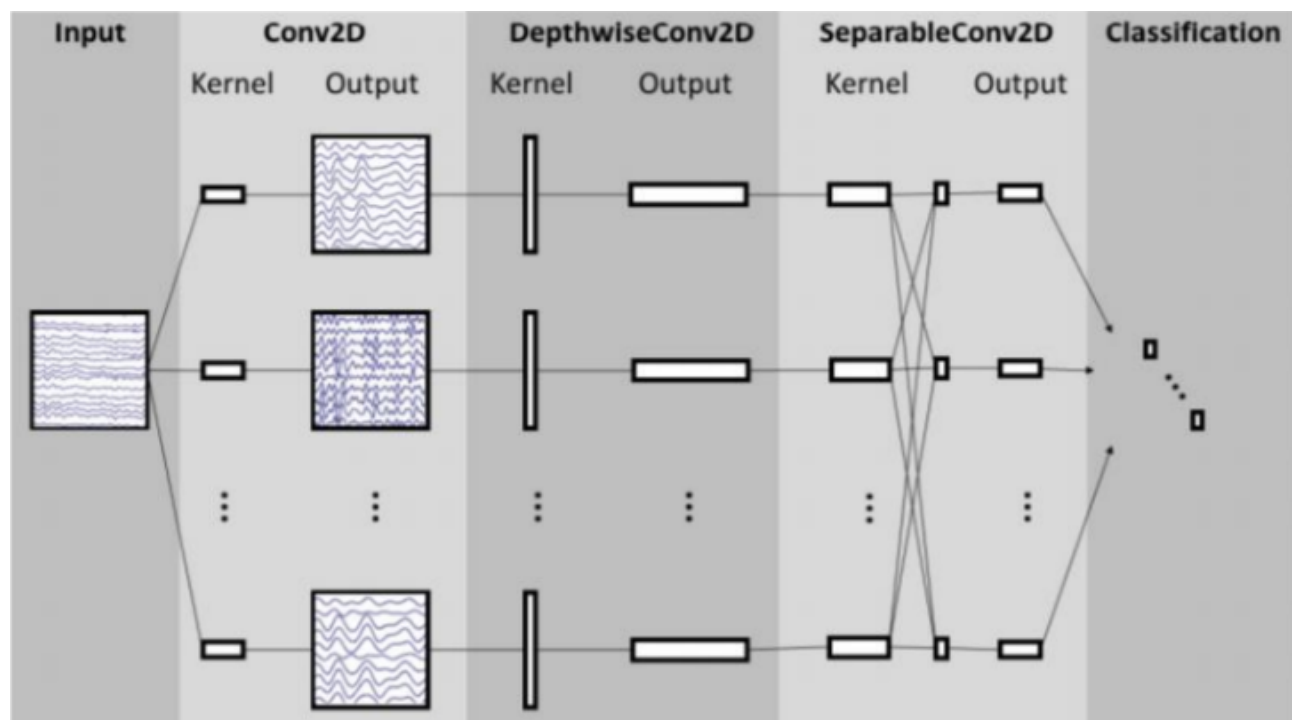 Input Conv2D DepthwiseConv2D SeparableConv2D Classification
Kernel Output Kernel Output Kernel Output